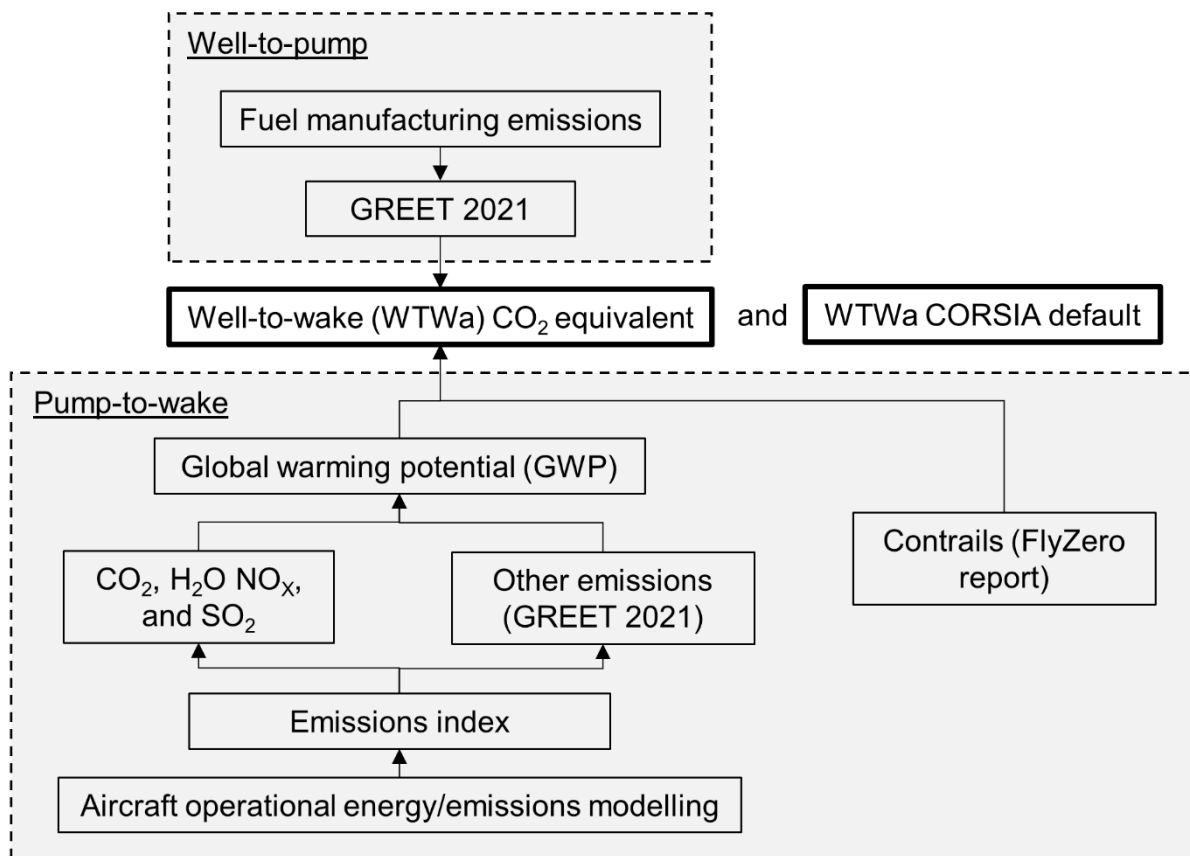 Well-to-pump
Fuel manufacturing emissions
GREET 2021
Well-to-wake (WTWa) CO₂ equivalent and WTWa CORSIA default
Pump-to-wake
Global warming potential (GWP)
CO₂, H₂O NOₓ,
and SO₂
Other emissions
(GREET 2021)
Contrails (FlyZero
report)
Emissions index
Aircraft operational energy/emissions modelling